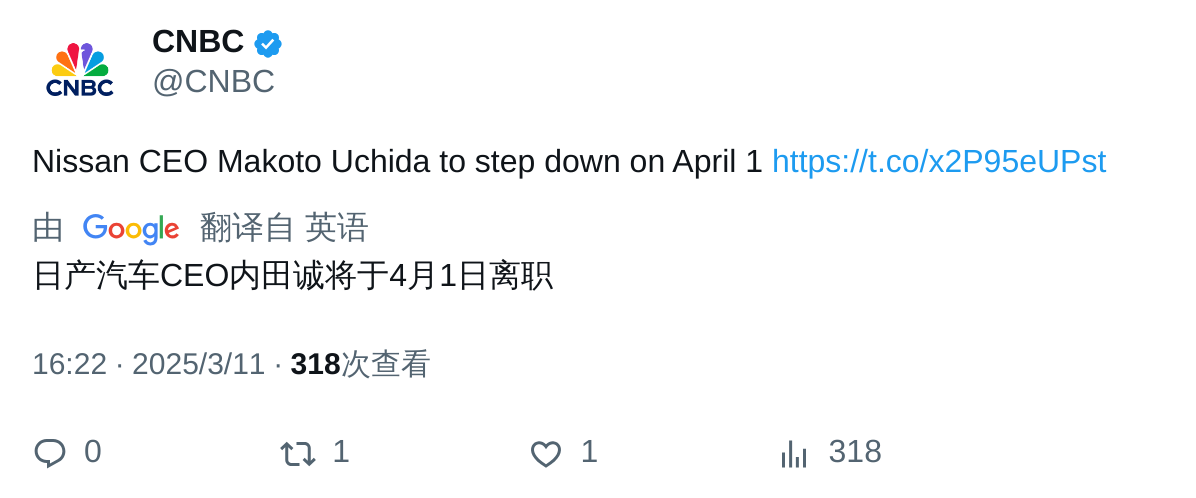 CNBC
CNBC
@CNBC
Nissan CEO Makoto Uchida to step down on April 1 https://t.co/x2P95eUPst
由 Google 翻译自 英语
日产汽车CEO内田诚将于4月1日离职
16:22 · 2025/3/11 · 318次查看
0 1 1 318